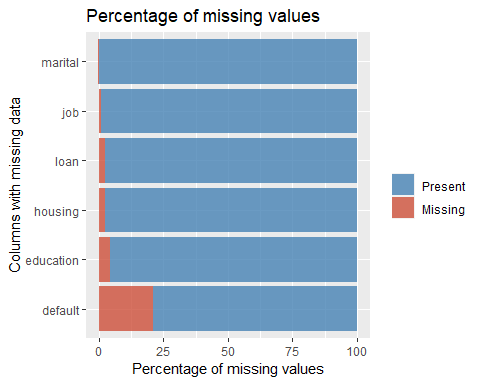 Percentage of missing values
Columns with missing data
marital
job
loan
housing
education
default
0 25 50 75 100
Percentage of missing values
Present
Missing